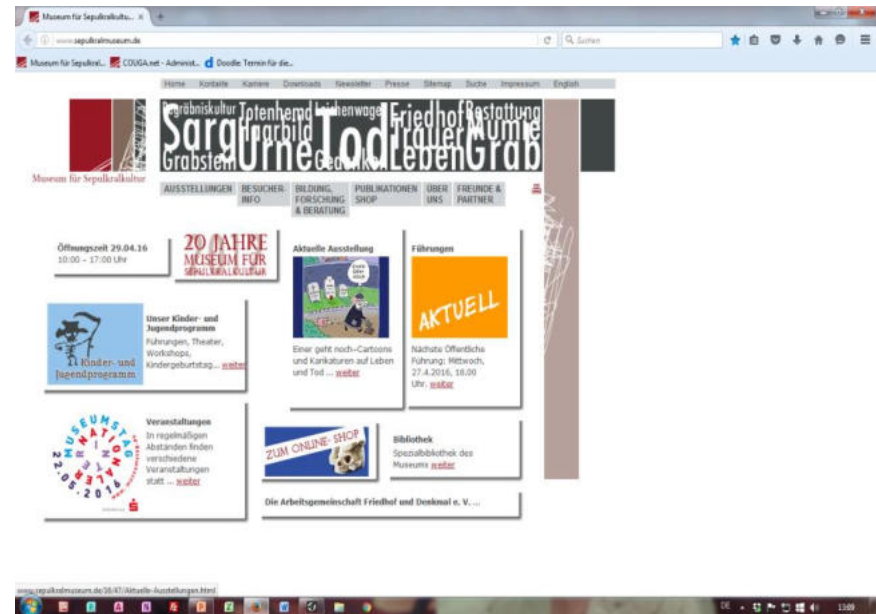 Museum für Sepulkralkultu... ×
www.sepulkralmuseum.de
Suchen
Museum für Sepulkral... COUGA.net - Administ... Doodle: Termin für die...
Home Kontakte Karriere Downloads Newsletter Presse Sitemap Suche Impressum English
Begräbniskultur Totenhemd Leichenwagen Friedhof Bestattung
Sarg Haarbild Tod Trauer Mumie
Grabstein Urne Gedenken Leben Grab
Museum für Sepulkralkultur
AUSSTELLUNGEN BESUCHER- BILDUNG, PUBLIKATIONEN ÜBER FREUNDE &
INFO FORSCHUNG SHOP UNS PARTNER
& BERATUNG
Öffnungszeit 29.04.16
10:00 – 17:00 Uhr
20 JAHRE
MUSEUM FÜR
SEPULKRALKULTUR
Aktuelle Ausstellung
Einer geht noch–Cartoons
und Karikaturen auf Leben
und Tod ... weiter
Führungen
AKTUELL
Nächste Öffentliche
Führung: Mittwoch,
27.4.2016, 18.00
Uhr. weiter
Kinder- und
Jugendprogramm
Unser Kinder- und
Jugendprogramm
Führungen, Theater,
Workshops,
Kindergeburtstag... weiter
INTERNATIONALER
MUSEUMSTAG
22.05.2016
Veranstaltungen
In regelmäßigen
Abständen finden
verschiedene
Veranstaltungen
statt ... weiter
ZUM ONLINE-SHOP
Bibliothek
Spezialbibliothek des
Museums weiter
Die Arbeitsgemeinschaft Friedhof und Denkmal e. V. ...
www.sepulkralmuseum.de/16/47/Aktuelle-Ausstellungen.html
DE 13:09